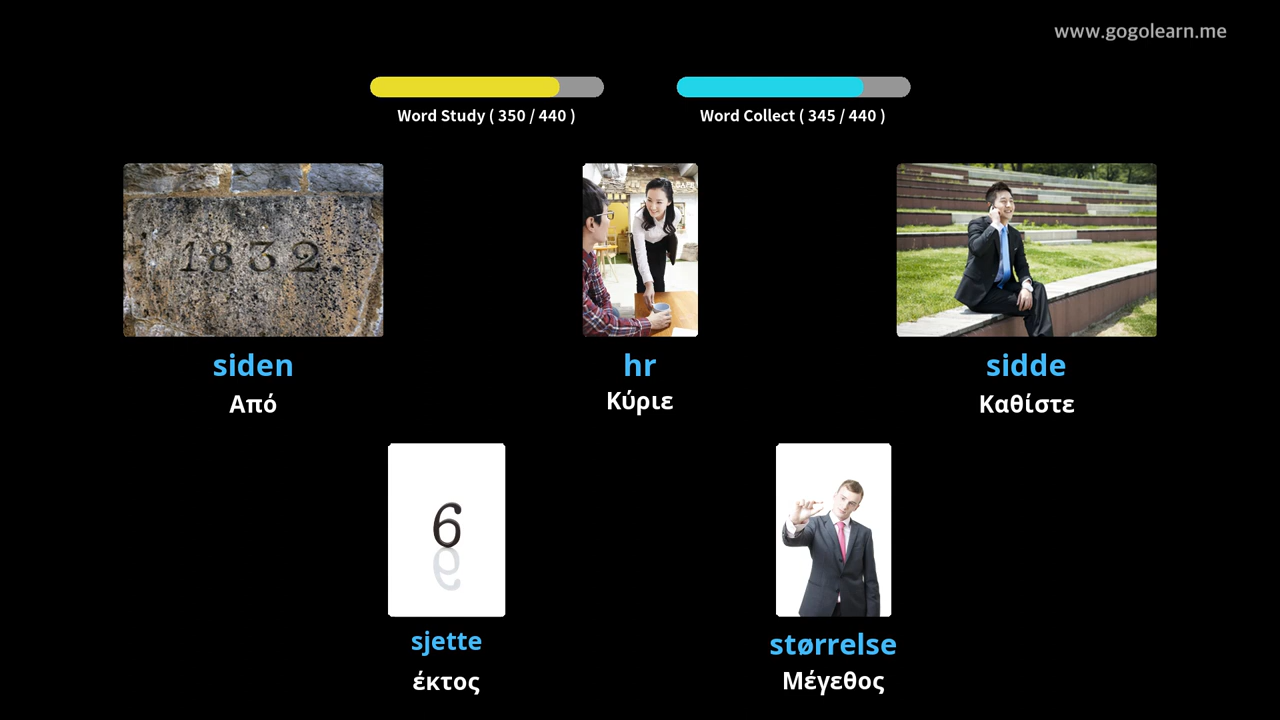 www.gogolearn.me
Word Study ( 350 / 440 )
Word Collect ( 345 / 440 )
1832.
siden
Από
hr
Κύριε
sidde
Καθίστε
6
sjette
έκτος
størrelse
Μέγεθος